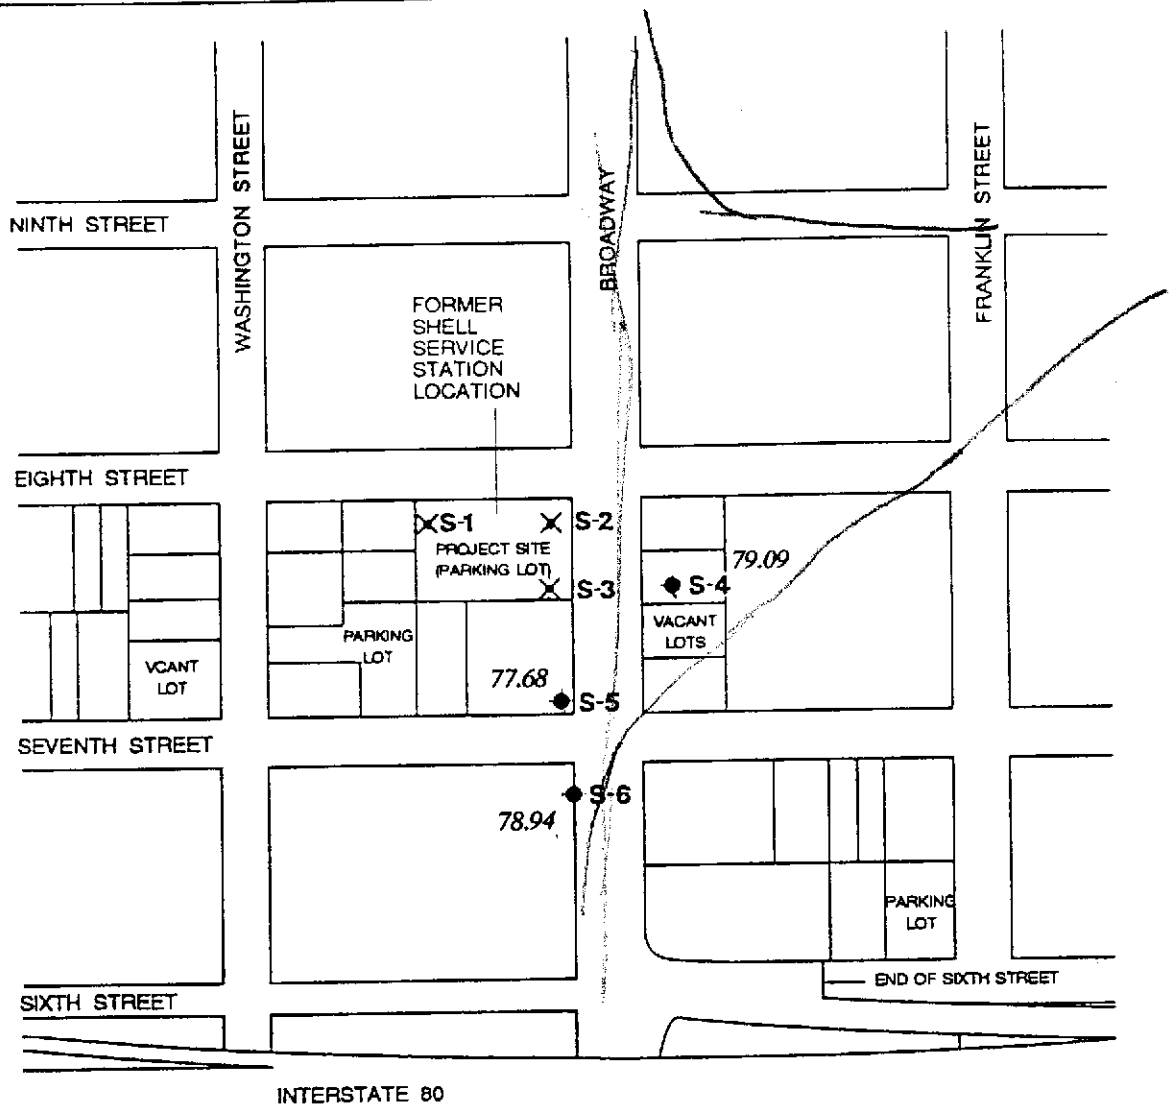 WASHINGTON STREET
BROADWAY
FRANKLIN STREET
NINTH STREET
FORMER
SHELL
SERVICE
STATION
LOCATION
EIGHTH STREET
S-1
S-2
PROJECT SITE
(PARKING LOT)
S-3
79.09
S-4
VACANT
LOTS
PARKING
LOT
VCANT
LOT
77.68
S-5
SEVENTH STREET
S-6
78.94
PARKING
LOT
END OF SIXTH STREET
SIXTH STREET
INTERSTATE 80